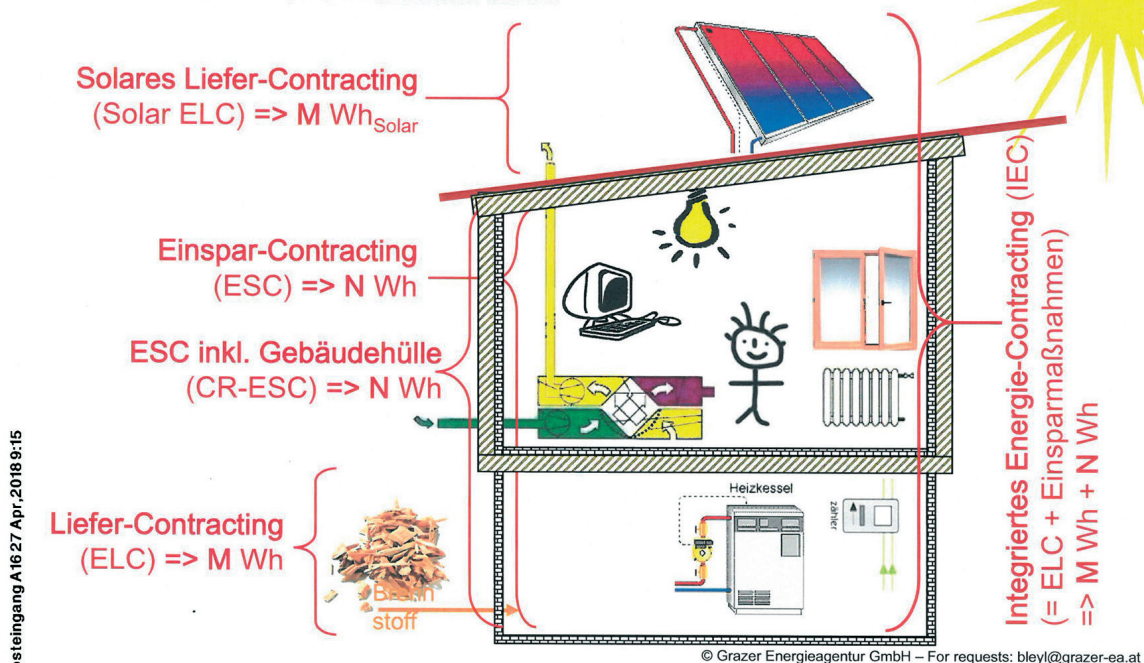 Solares Liefer-Contracting
(Solar ELC) => M Wh_Solar
Einspar-Contracting
(ESC) => N Wh
ESC inkl. Gebäudehülle
(CR-ESC) => N Wh
Liefer-Contracting
(ELC) => M Wh
Brenn
stoff
Heizkessel
zähler
Integriertes Energie-Contracting (IEC)
(= ELC + Einsparmaßnahmen)
=> M Wh + N Wh
steingang A16 27 Apr,2018 9:15
© Grazer Energieagentur GmbH – For requests: bleyl@grazer-ea.at